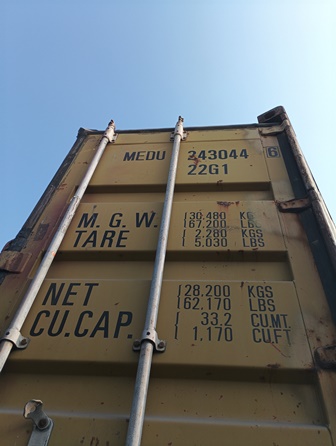 MEDU 243044 6
22G1
M.G.W. 30.480 KGS
67.200 LBS
TARE 2.280 KGS
5.030 LBS
NET 28.200 KGS
62.170 LBS
CU.CAP. 33.2 CU.MT.
1.170 CU.FT